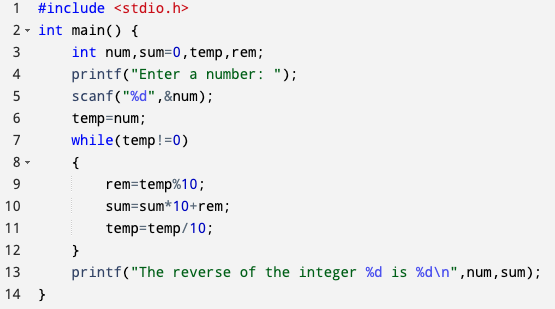 1 #include <stdio.h>
2 int main() {
3 int num,sum=0,temp,rem;
4 printf("Enter a number: ");
5 scanf("%d",&num);
6 temp=num;
7 while(temp!=0)
8 {
9 rem=temp%10;
10 sum=sum*10+rem;
11 temp=temp/10;
12 }
13 printf("The reverse of the integer %d is %d\n",num,sum);
14 }